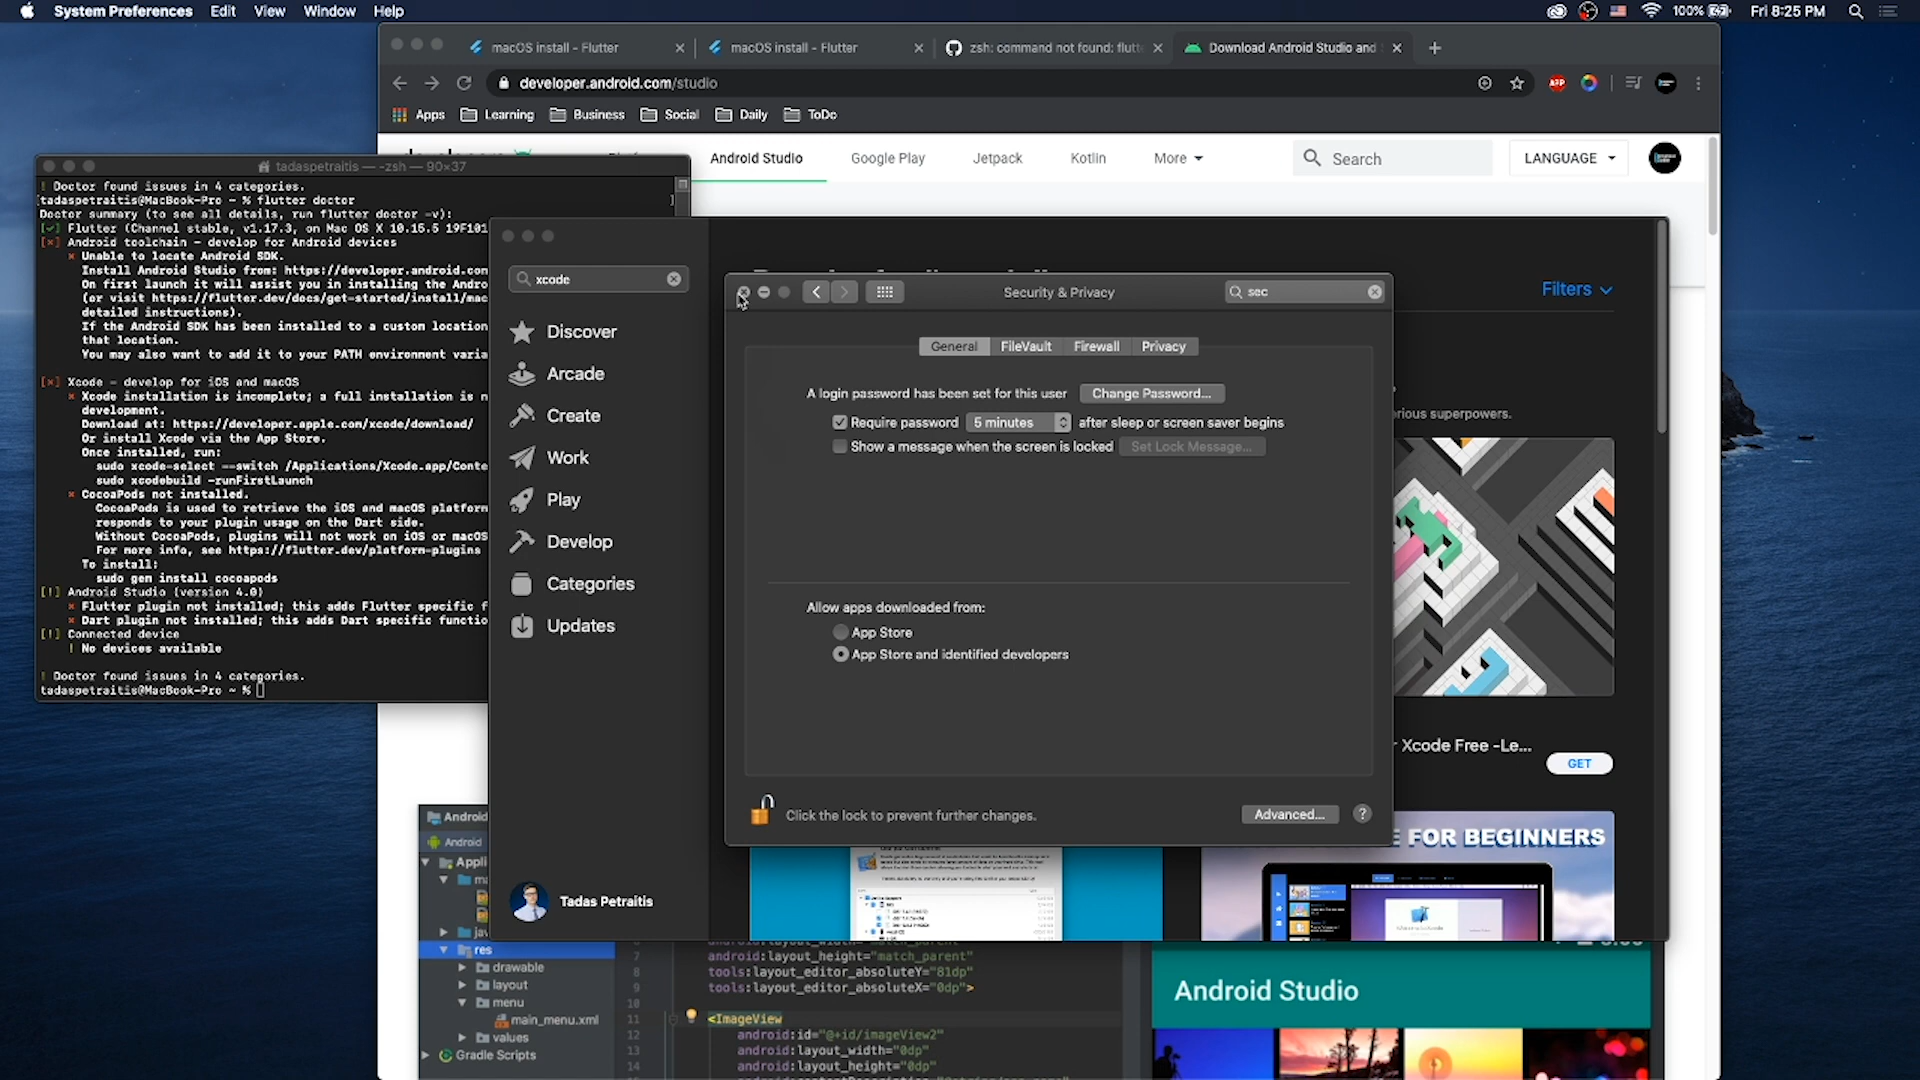 System Preferences Edit View Window Help
100% Fri 8:25 PM
macOS install - Flutter
macOS install - Flutter
zsh: command not found: flutte
Download Android Studio and
developer.android.com/studio
Apps Learning Business Social Daily ToDo
Android Studio Google Play Jetpack Kotlin More
Search
LANGUAGE
tadaspetraitis — -zsh — 90×37
! Doctor found issues in 4 categories.
[tadaspetraitis@MacBook-Pro ~ % flutter doctor ]
Doctor summary (to see all details, run flutter doctor -v):
[✓] Flutter (Channel stable, v1.17.3, on Mac OS X 10.15.5 19F101
[✗] Android toolchain - develop for Android devices
✗ Unable to locate Android SDK.
Install Android Studio from: https://developer.android.com
On first launch it will assist you in installing the Andro
(or visit https://flutter.dev/docs/get-started/install/mac
detailed instructions).
If the Android SDK has been installed to a custom location
that location.
You may also want to add it to your PATH environment varia
[✗] Xcode - develop for iOS and macOS
✗ Xcode installation is incomplete; a full installation is n
development.
Download at: https://developer.apple.com/xcode/download/
Or install Xcode via the App Store.
Once installed, run:
sudo xcode-select --switch /Applications/Xcode.app/Conte
sudo xcodebuild -runFirstLaunch
✗ CocoaPods not installed.
CocoaPods is used to retrieve the iOS and macOS platform
responds to your plugin usage on the Dart side.
Without CocoaPods, plugins will not work on iOS or macOS
For more info, see https://flutter.dev/platform-plugins
To install:
sudo gem install cocoapods
[!] Android Studio (version 4.0)
✗ Flutter plugin not installed; this adds Flutter specific f
✗ Dart plugin not installed; this adds Dart specific functio
[!] Connected device
! No devices available
! Doctor found issues in 4 categories.
tadaspetraitis@MacBook-Pro ~ %
xcode
Discover
Arcade
Create
Work
Play
Develop
Categories
Updates
Tadas Petraitis
Filters
Security & Privacy
sec
General FileVault Firewall Privacy
A login password has been set for this user Change Password...
Require password 5 minutes after sleep or screen saver begins
Show a message when the screen is locked Set Lock Message...
Allow apps downloaded from:
App Store
App Store and identified developers
Click the lock to prevent further changes.
Advanced... ?
erious superpowers.
Xcode Free -Le...
GET
FOR BEGINNERS
Android
Android
Appli
ma
jav
res
drawable
layout
menu
main_menu.xml
values
Gradle Scripts
android:layout_width="match_parent"
7 android:layout_height="match_parent"
8 tools:layout_editor_absoluteY="81dp"
9 tools:layout_editor_absoluteX="0dp">
10
11 <ImageView
12 android:id="@+id/imageView2"
13 android:layout_width="0dp"
14 android:layout_height="0dp"
Android Studio